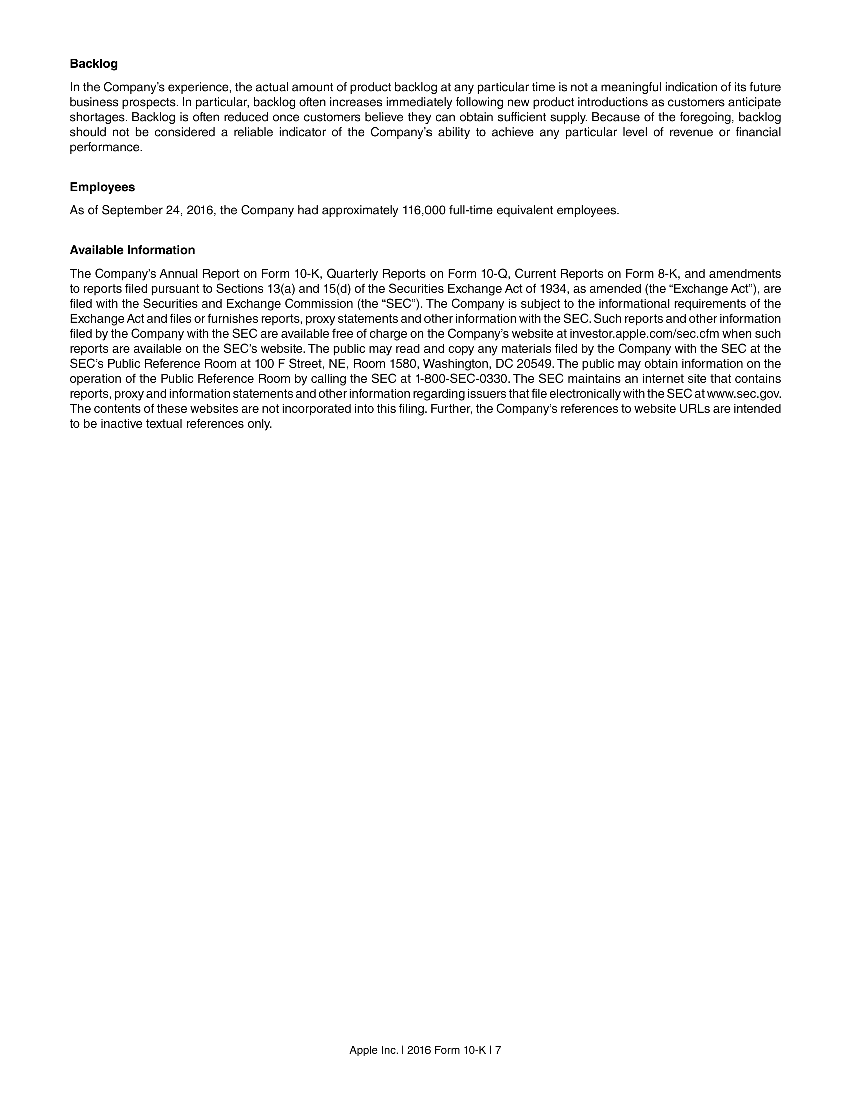 Backlog
In the Company’s experience, the actual amount of product backlog at any particular time is not a meaningful indication of its future
business prospects. In particular, backlog often increases immediately following new product introductions as customers anticipate
shortages. Backlog is often reduced once customers believe they can obtain sufficient supply. Because of the foregoing, backlog
should not be considered a reliable indicator of the Company’s ability to achieve any particular level of revenue or financial
performance.
Employees
As of September 24, 2016, the Company had approximately 116,000 full-time equivalent employees.
Available Information
The Company’s Annual Report on Form 10-K, Quarterly Reports on Form 10-Q, Current Reports on Form 8-K, and amendments
to reports filed pursuant to Sections 13(a) and 15(d) of the Securities Exchange Act of 1934, as amended (the “Exchange Act”), are
filed with the Securities and Exchange Commission (the “SEC”). The Company is subject to the informational requirements of the
Exchange Act and files or furnishes reports, proxy statements and other information with the SEC. Such reports and other information
filed by the Company with the SEC are available free of charge on the Company’s website at investor.apple.com/sec.cfm when such
reports are available on the SEC’s website. The public may read and copy any materials filed by the Company with the SEC at the
SEC’s Public Reference Room at 100 F Street, NE, Room 1580, Washington, DC 20549. The public may obtain information on the
operation of the Public Reference Room by calling the SEC at 1-800-SEC-0330. The SEC maintains an internet site that contains
reports, proxy and information statements and other information regarding issuers that file electronically with the SEC at www.sec.gov.
The contents of these websites are not incorporated into this filing. Further, the Company’s references to website URLs are intended
to be inactive textual references only.
Apple Inc. | 2016 Form 10-K | 7